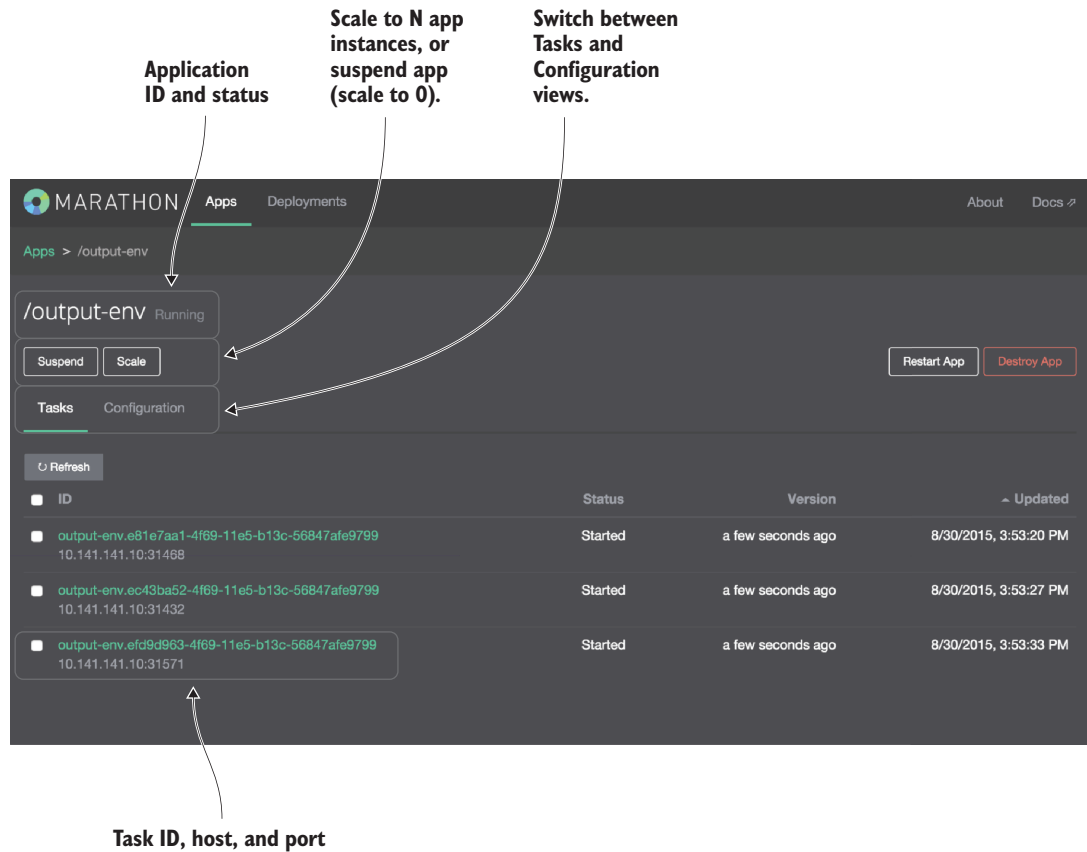 Scale to N app
instances, or
suspend app
(scale to 0).
Switch between
Tasks and
Configuration
views.
Application
ID and status
MARATHON Apps Deployments About Docs
Apps > /output-env
/output-env Running
Suspend Scale Restart App Destroy App
Tasks Configuration
Refresh
ID Status Version Updated
output-env.e81e7aa1-4f69-11e5-b13c-56847afe9799 Started a few seconds ago 8/30/2015, 3:53:20 PM
10.141.141.10:31468
output-env.ec43ba52-4f69-11e5-b13c-56847afe9799 Started a few seconds ago 8/30/2015, 3:53:27 PM
10.141.141.10:31432
output-env.efd9d963-4f69-11e5-b13c-56847afe9799 Started a few seconds ago 8/30/2015, 3:53:33 PM
10.141.141.10:31571
Task ID, host, and port